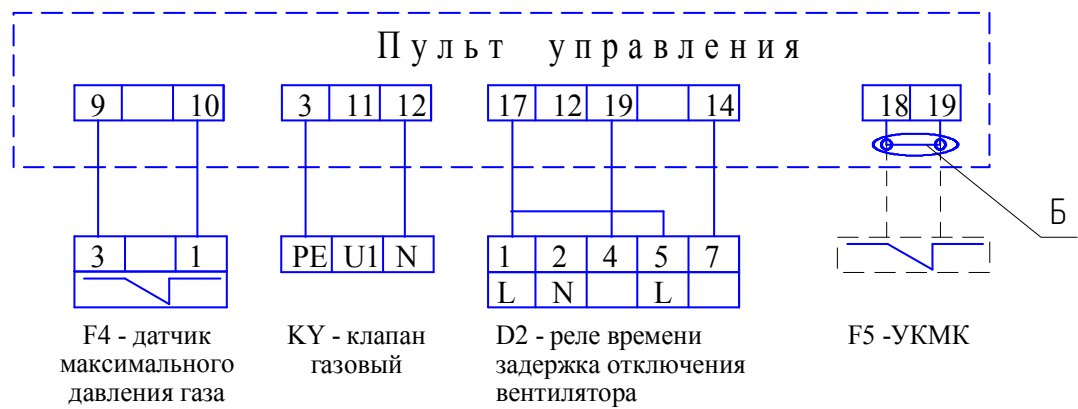 Пульт управления
9 10 3 11 12 17 12 19 14 18 19
Б
3 1 PE U1 N 1 2 4 5 7
L N L
F4 - датчик
максимального
давления газа
KY - клапан
газовый
D2 - реле времени
задержка отключения
вентилятора
F5 -УКМК